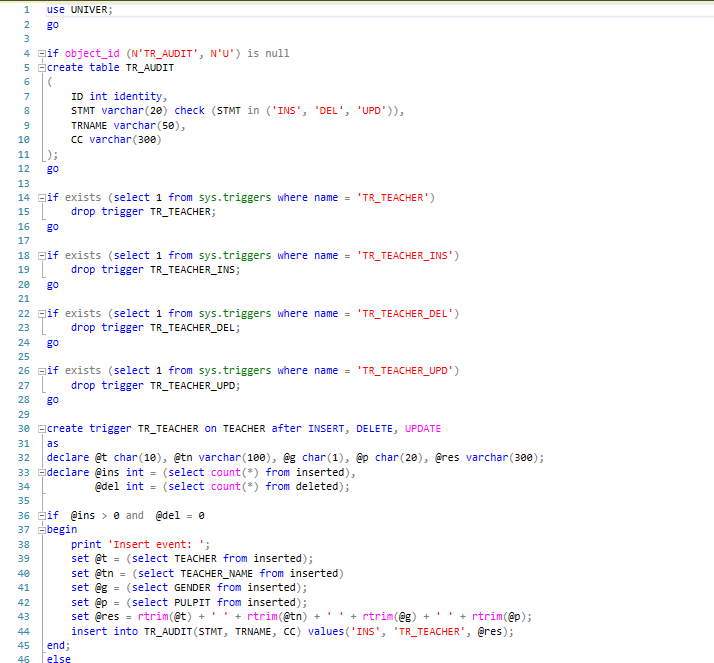 1 use UNIVER;
2 go
3
4 if object_id (N'TR_AUDIT', N'U') is null
5 create table TR_AUDIT
6 (
7 ID int identity,
8 STMT varchar(20) check (STMT in ('INS', 'DEL', 'UPD')),
9 TRNAME varchar(50),
10 CC varchar(300)
11 );
12 go
13
14 if exists (select 1 from sys.triggers where name = 'TR_TEACHER')
15 drop trigger TR_TEACHER;
16 go
17
18 if exists (select 1 from sys.triggers where name = 'TR_TEACHER_INS')
19 drop trigger TR_TEACHER_INS;
20 go
21
22 if exists (select 1 from sys.triggers where name = 'TR_TEACHER_DEL')
23 drop trigger TR_TEACHER_DEL;
24 go
25
26 if exists (select 1 from sys.triggers where name = 'TR_TEACHER_UPD')
27 drop trigger TR_TEACHER_UPD;
28 go
29
30 create trigger TR_TEACHER on TEACHER after INSERT, DELETE, UPDATE
31 as
32 declare @t char(10), @tn varchar(100), @g char(1), @p char(20), @res varchar(300);
33 declare @ins int = (select count(*) from inserted),
34 @del int = (select count(*) from deleted);
35
36 if @ins > 0 and @del = 0
37 begin
38 print 'Insert event: ';
39 set @t = (select TEACHER from inserted);
40 set @tn = (select TEACHER_NAME from inserted)
41 set @g = (select GENDER from inserted);
42 set @p = (select PULPIT from inserted);
43 set @res = rtrim(@t) + ' ' + rtrim(@tn) + ' ' + rtrim(@g) + ' ' + rtrim(@p);
44 insert into TR_AUDIT(STMT, TRNAME, CC) values('INS', 'TR_TEACHER', @res);
45 end;
46 else